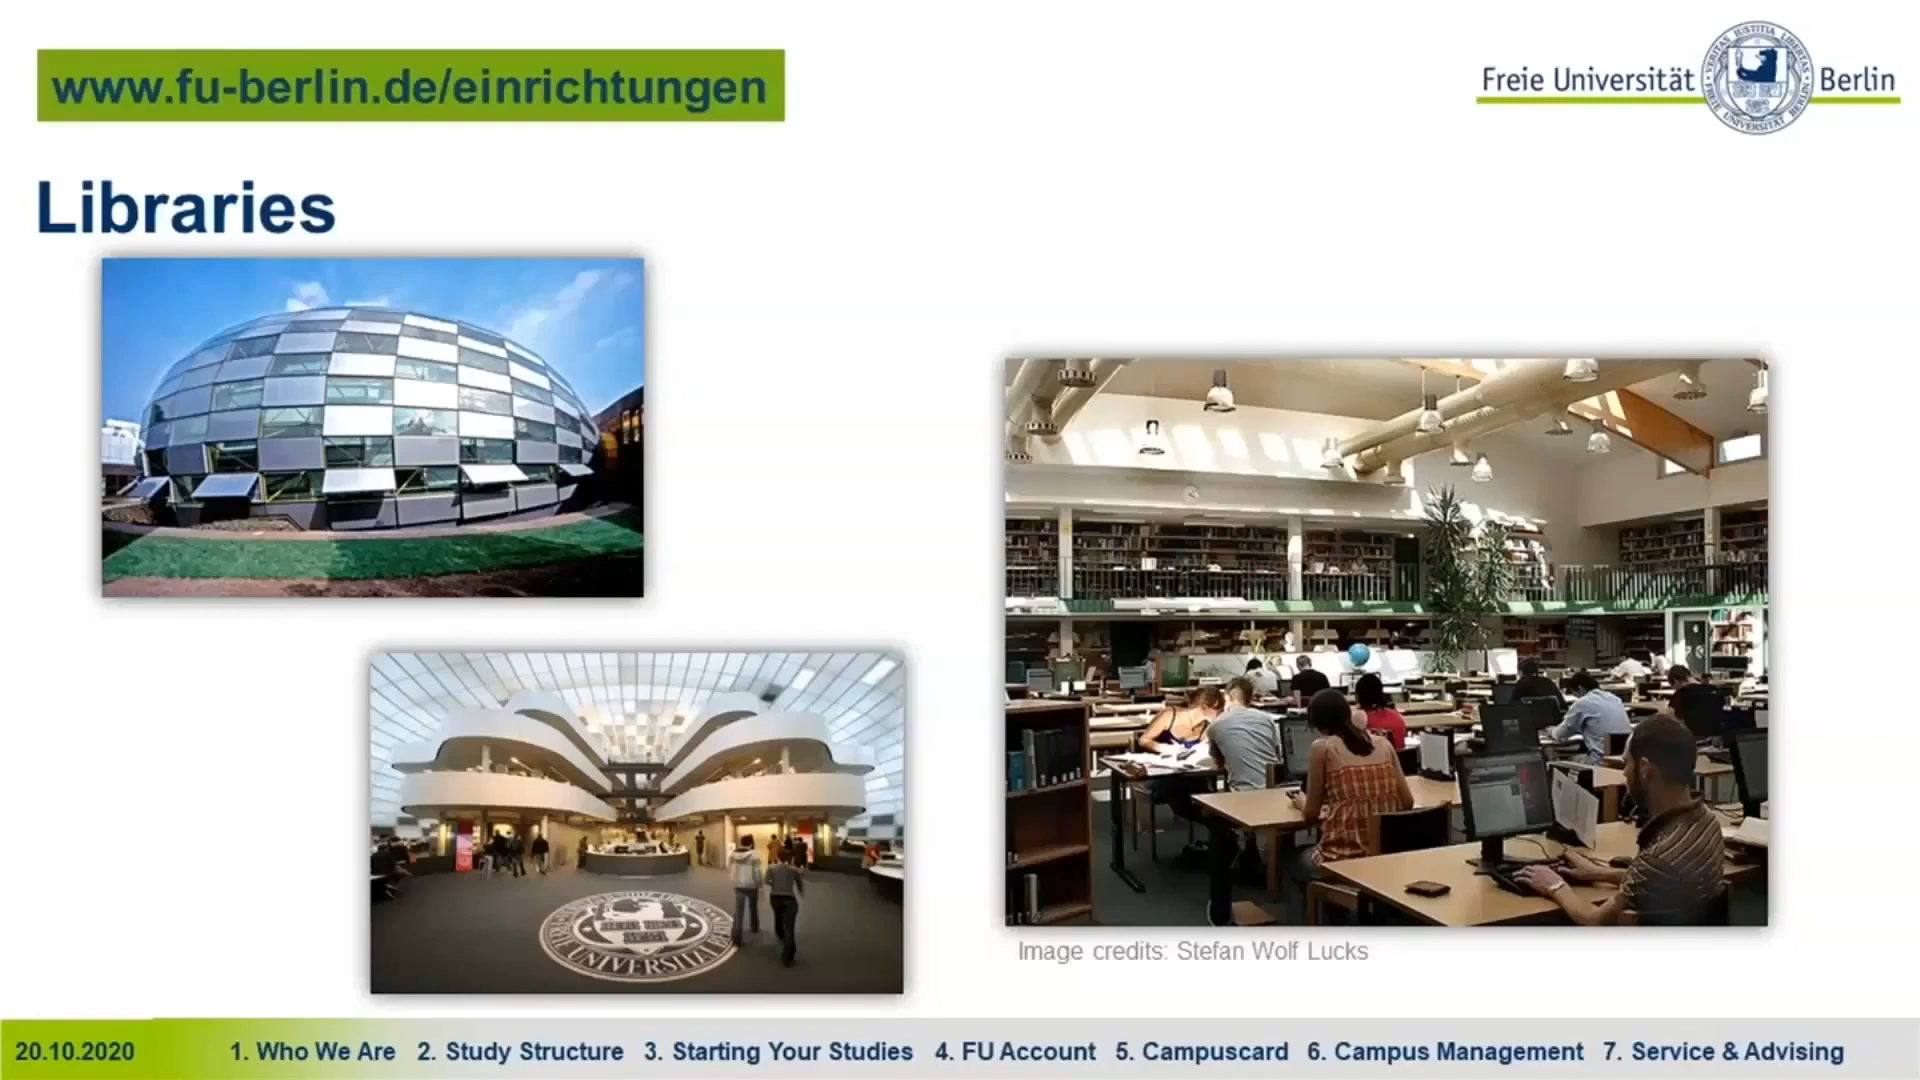 www.fu-berlin.de/einrichtungen
Freie Universität Berlin
Libraries
Image credits: Stefan Wolf Lucks
20.10.2020 1. Who We Are 2. Study Structure 3. Starting Your Studies 4. FU Account 5. Campuscard 6. Campus Management 7. Service & Advising